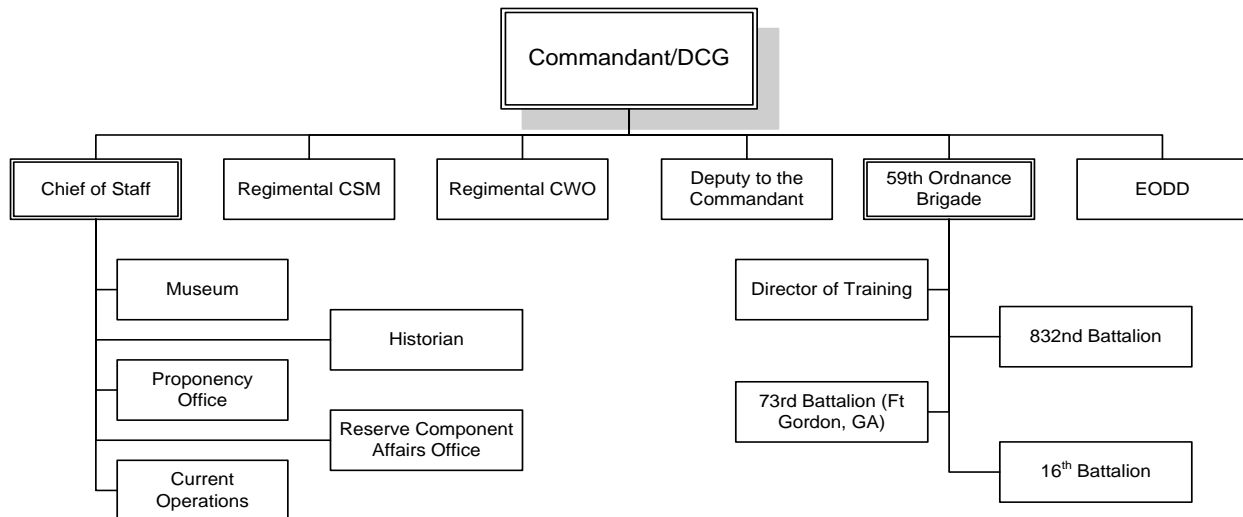 Commandant/DCG
Chief of Staff
Regimental CSM
Regimental CWO
Deputy to the
Commandant
59th Ordnance
Brigade
EODD
Museum
Historian
Proponency
Office
Reserve Component
Affairs Office
Current
Operations
Director of Training
832nd Battalion
73rd Battalion (Ft
Gordon, GA)
16th Battalion